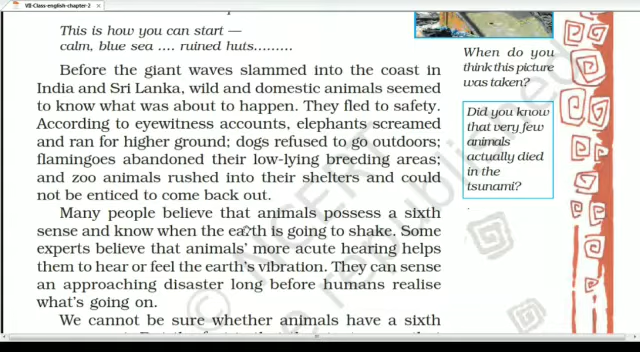 VII-Class-english-chapter-2
This is how you can start —
calm, blue sea .... ruined huts.........
Before the giant waves slammed into the coast in
India and Sri Lanka, wild and domestic animals seemed
to know what was about to happen. They fled to safety.
According to eyewitness accounts, elephants screamed
and ran for higher ground; dogs refused to go outdoors;
flamingoes abandoned their low-lying breeding areas;
and zoo animals rushed into their shelters and could
not be enticed to come back out.
Many people believe that animals possess a sixth
sense and know when the earth is going to shake. Some
experts believe that animals’ more acute hearing helps
them to hear or feel the earth’s vibration. They can sense
an approaching disaster long before humans realise
what’s going on.
We cannot be sure whether animals have a sixth
When do you
think this picture
was taken?
Did you know
that very few
animals
actually died
in the
tsunami?
© NCERT
be republished